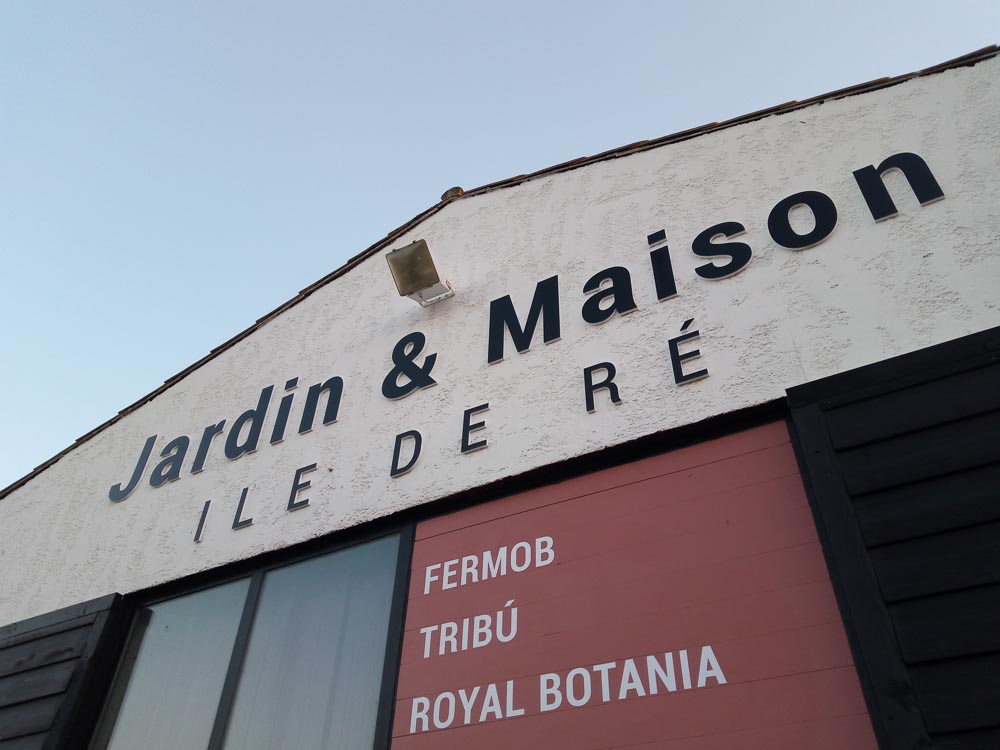 Jardin & Maison
ILE DE RÉ
FERMOB
TRIBÚ
ROYAL BOTANIA